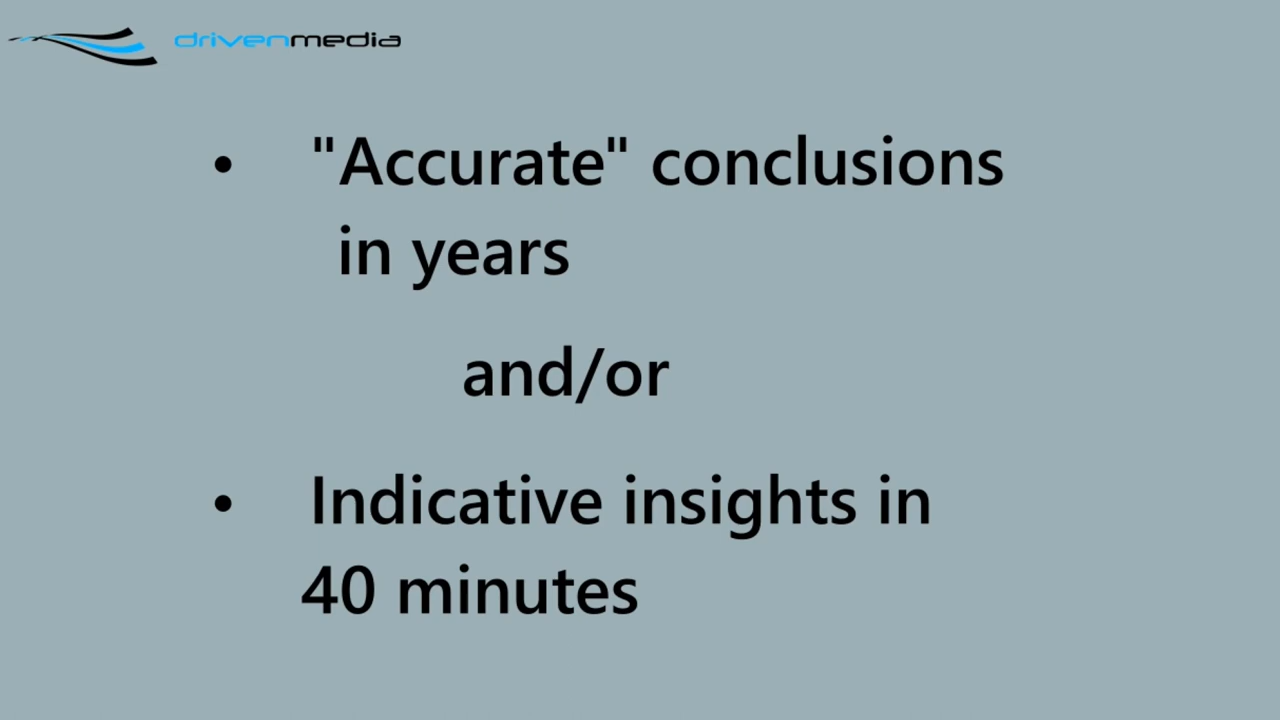 drivenmedia
• "Accurate" conclusions
in years
and/or
• Indicative insights in
40 minutes